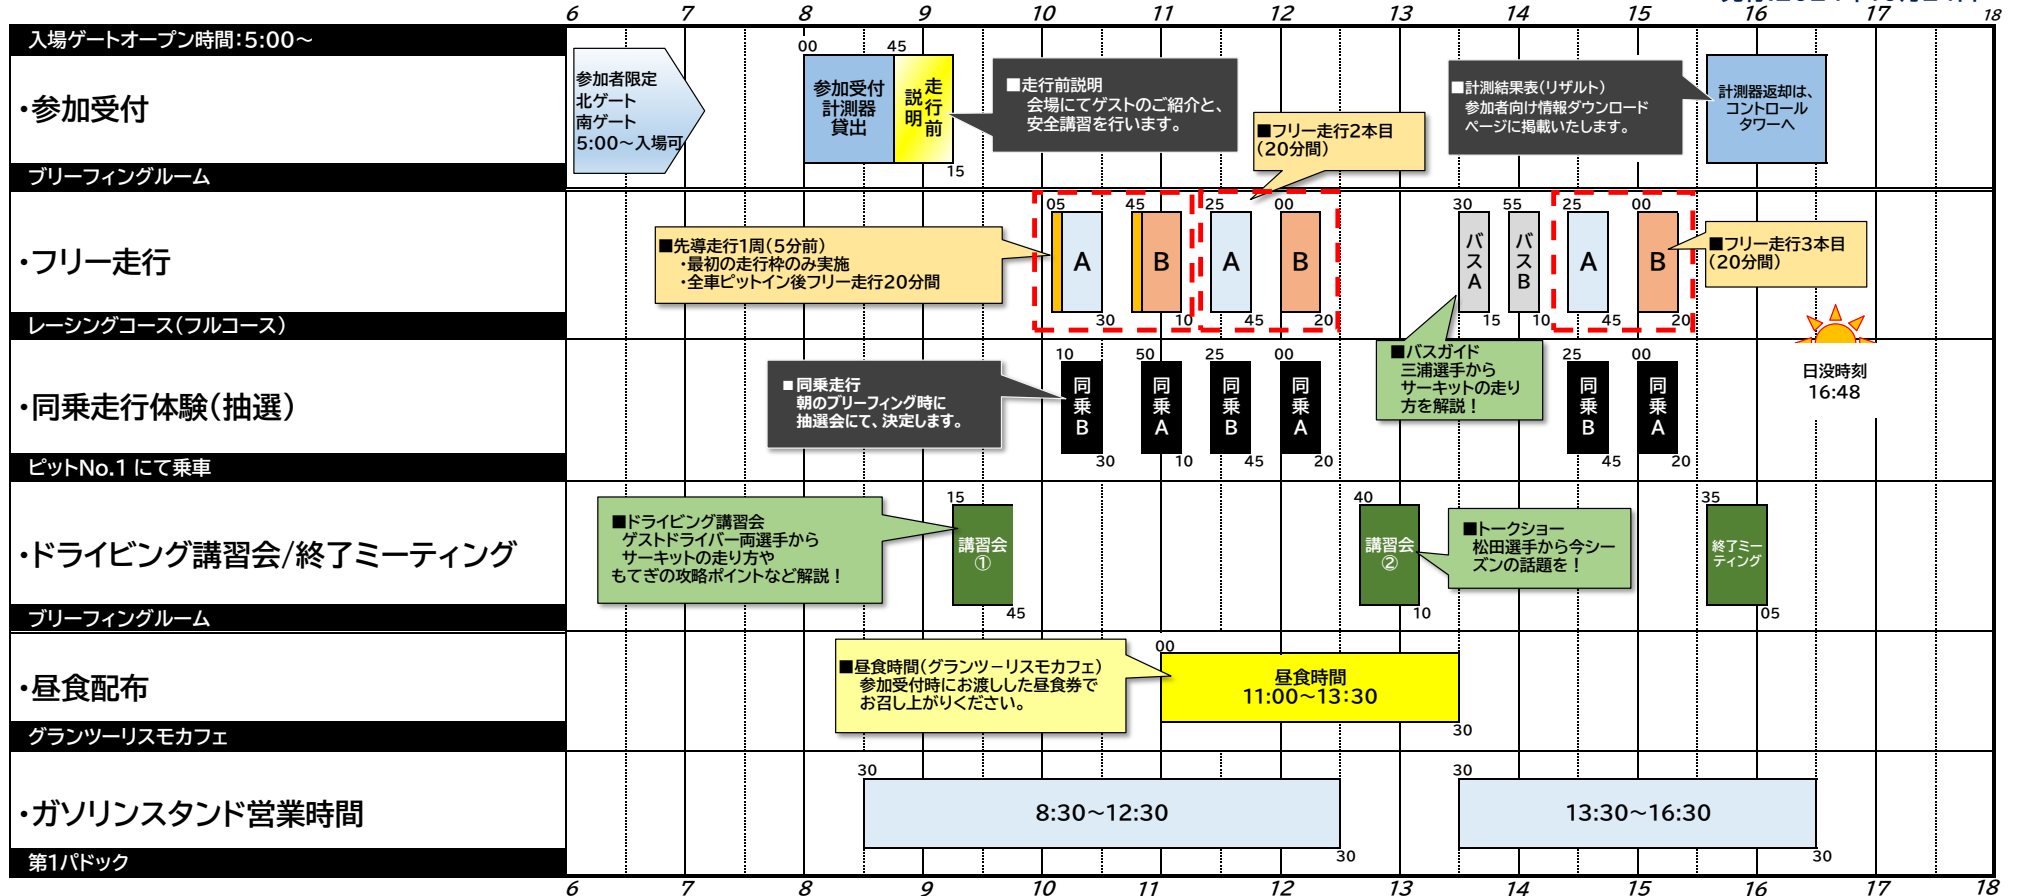 6 7 8 9 10 11 12 13 14 15 16 17 18
入場ゲートオープン時間:5:00～
・参加受付
ブリーフィングルーム
参加者限定
北ゲート
南ゲート
5:00～入場可
00 45
参加受付
計測器
貸出
走行前
説明
15
■走行前説明
会場にてゲストのご紹介と、
安全講習を行います。
■フリー走行2本目
(20分間)
■計測結果表(リザルト)
参加者向け情報ダウンロード
ページに掲載いたします。
計測器返却は、
コントロール
タワーへ
・フリー走行
レーシングコース(フルコース)
■先導走行1周(5分前)
・最初の走行枠のみ実施
・全車ピットイン後フリー走行20分間
05 45 25 00 30 55 25 00
A B A B バスA バスB A B
30 10 45 20 15 10 45 20
■フリー走行3本目
(20分間)
・同乗走行体験(抽選)
ピットNo.1 にて乗車
■同乗走行
朝のブリーフィング時に
抽選会にて、決定します。
10 50 25 00 25 00
同乗B 同乗A 同乗B 同乗A 同乗B 同乗A
30 10 45 20 45 20
■バスガイド
三浦選手から
サーキットの走り
方を解説！
日没時刻
16:48
・ドライビング講習会/終了ミーティング
ブリーフィングルーム
■ドライビング講習会
ゲストドライバー両選手から
サーキットの走り方や
もてぎの攻略ポイントなど解説！
15 40 35
講習会
①
45
講習会
②
10
■トークショー
松田選手から今シー
ズンの話題を！
終了ミー
ティング
05
・昼食配布
グランツーリスモカフェ
■昼食時間(グランツーリスモカフェ)
参加受付時にお渡しした昼食券で
お召し上がりください。
00
昼食時間
11:00～13:30
30
・ガソリンスタンド営業時間
第1パドック
30 30
8:30～12:30 13:30～16:30
30 30
6 7 8 9 10 11 12 13 14 15 16 17 18